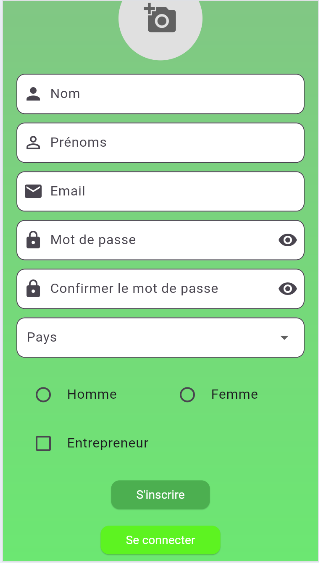 Nom
Prénoms
Email
Mot de passe
Confirmer le mot de passe
Pays
Homme
Femme
Entrepreneur
S'inscrire
Se connecter